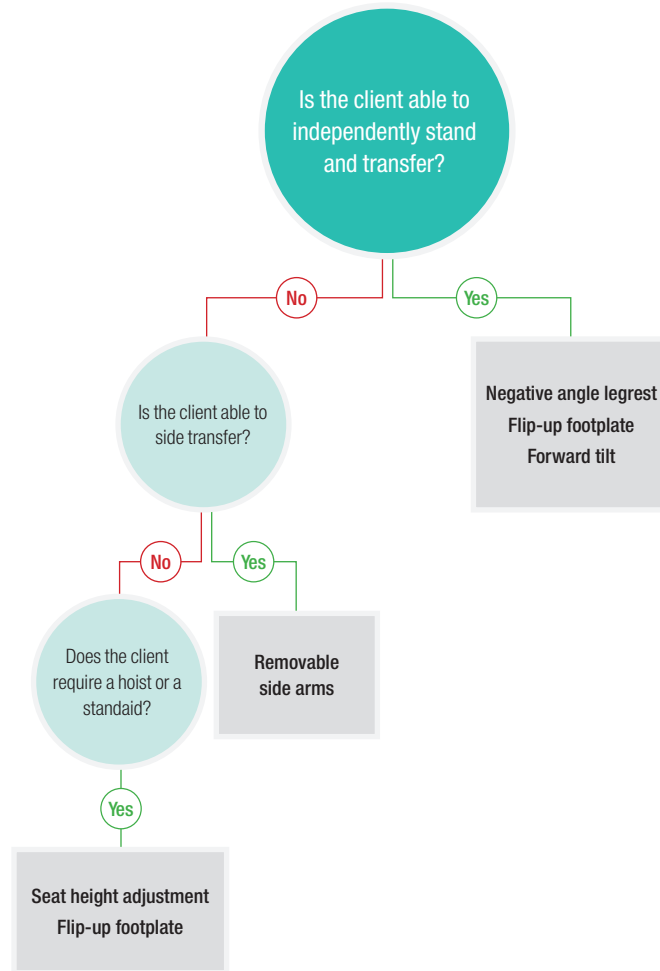 Is the client able to
independently stand
and transfer?
No
Yes
Is the client able to
side transfer?
Negative angle legrest
Flip-up footplate
Forward tilt
No
Yes
Does the client
require a hoist or a
standaid?
Removable
side arms
Yes
Seat height adjustment
Flip-up footplate